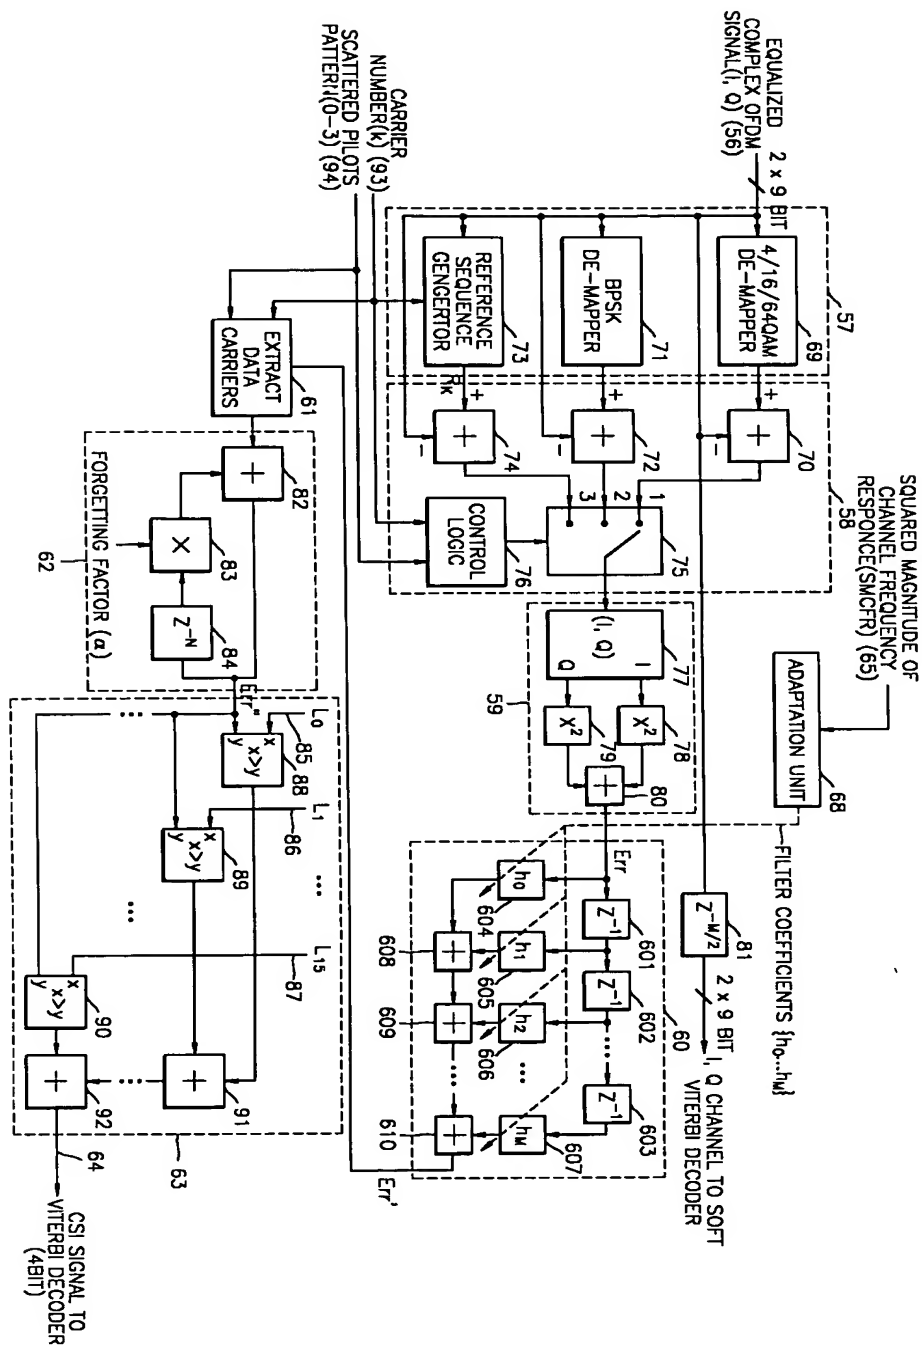 EQUALIZED
COMPLEX OFDM
SIGNAL(I, Q) (56)
2 x 9 BIT
CARRIER
NUMBER(k) (93)
SCATTERED PILOTS
PATTERN(0-3) (94)
57
4/16/64QAM
DE-MAPPER
69
BPSK
DE-MAPPER
71
REFERENCE
SEQUENCE
GENGERTOR
73
RK
+
+
+
-
-
-
+
70
+
72
+
74
58
1
2
3
75
CONTROL
LOGIC
76
SQUARED MAGNITUDE OF
CHANNEL FREQUENCY
RESPONCE(SMCFR) (65)
ADAPTATION UNIT
68
FILTER COEFFICIENTS {h0...hM}
(I, Q)
I
Q
77
X2
78
X2
79
+
80
59
Err
Z-M/2
81
2 x 9 BIT
I, Q CHANNEL TO SOFT
VITERBI DECODER
60
Z-1
601
Z-1
602
...
Z-1
603
h0
604
h1
605
h2
606
...
hM
607
+
608
+
609
...
+
610
Err'
EXTRACT
DATA
CARRIERS
61
+
82
X
83
Z-N
84
FORGETTING FACTOR (α)
62
Err"
L0
85
x
x>y
y
88
L1
86
x
x>y
y
89
...
L15
87
x
x>y
y
90
...
...
+
91
...
+
92
63
64
CSI SIGNAL TO
VITERBI DECODER
(4BIT)